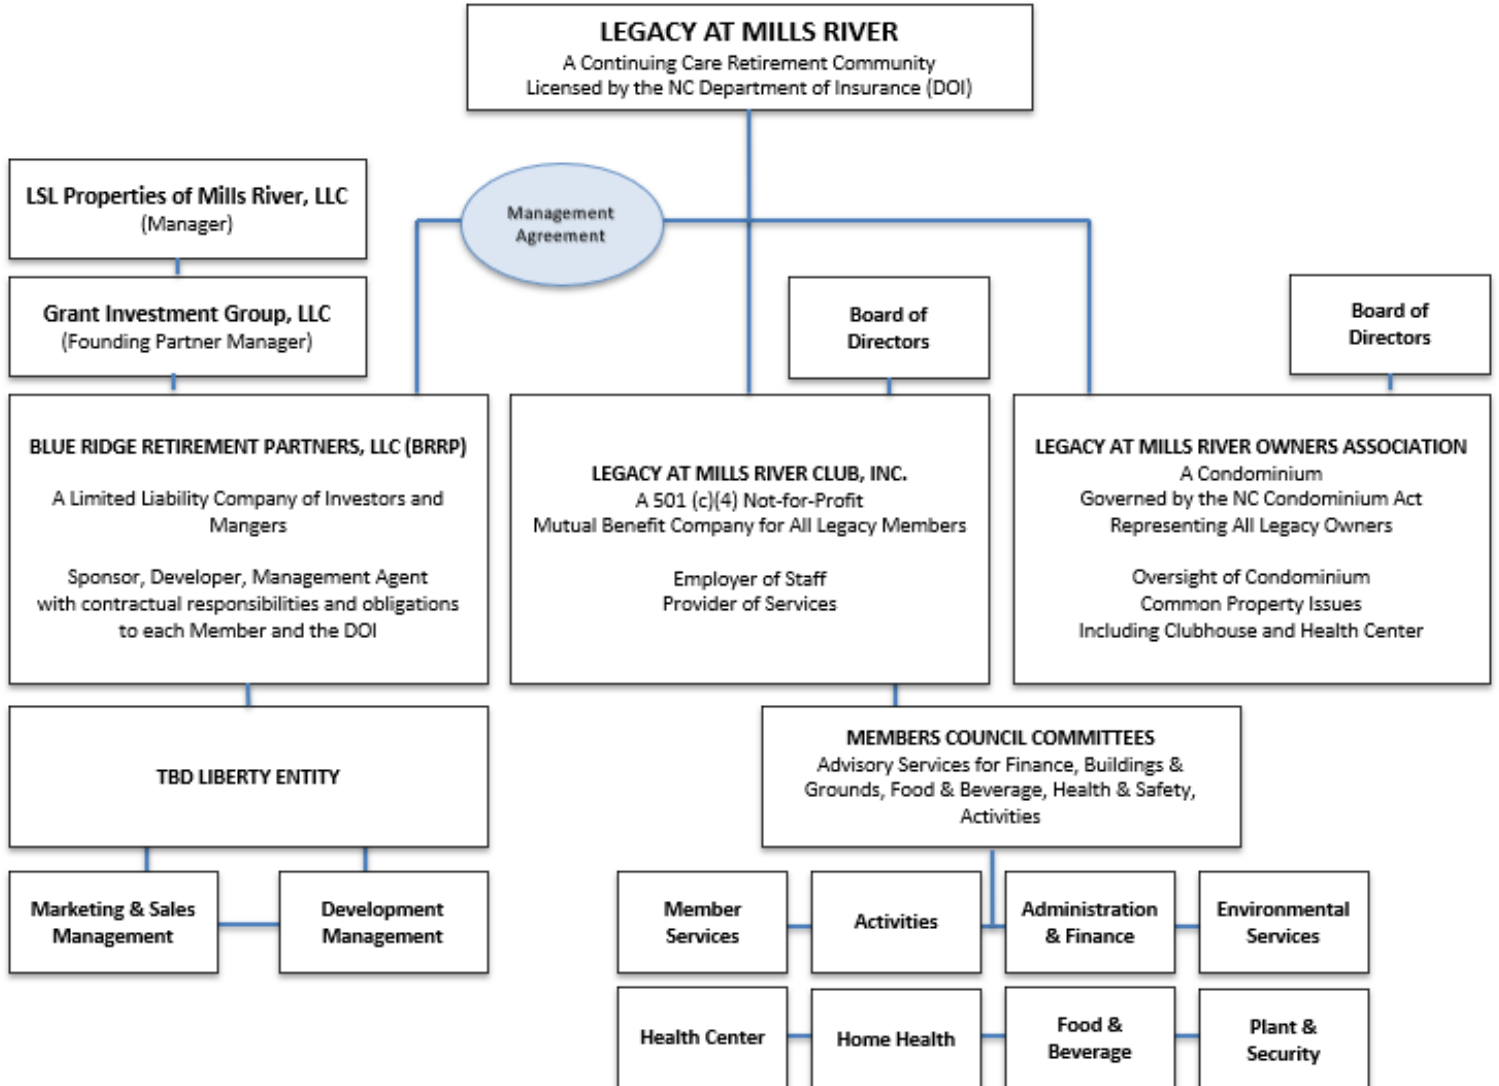 LEGACY AT MILLS RIVER
A Continuing Care Retirement Community
Licensed by the NC Department of Insurance (DOI)
LSL Properties of Mills River, LLC
(Manager)
Management
Agreement
Grant Investment Group, LLC
(Founding Partner Manager)
Board of
Directors
Board of
Directors
BLUE RIDGE RETIREMENT PARTNERS, LLC (BRRP)
A Limited Liability Company of Investors and
Mangers
Sponsor, Developer, Management Agent
with contractual responsibilities and obligations
to each Member and the DOI
LEGACY AT MILLS RIVER CLUB, INC.
A 501 (c)(4) Not-for-Profit
Mutual Benefit Company for All Legacy Members
Employer of Staff
Provider of Services
LEGACY AT MILLS RIVER OWNERS ASSOCIATION
A Condominium
Governed by the NC Condominium Act
Representing All Legacy Owners
Oversight of Condominium
Common Property Issues
Including Clubhouse and Health Center
TBD LIBERTY ENTITY
MEMBERS COUNCIL COMMITTEES
Advisory Services for Finance, Buildings &
Grounds, Food & Beverage, Health & Safety,
Activities
Marketing & Sales
Management
Development
Management
Member
Services
Activities
Administration
& Finance
Environmental
Services
Health Center
Home Health
Food &
Beverage
Plant &
Security